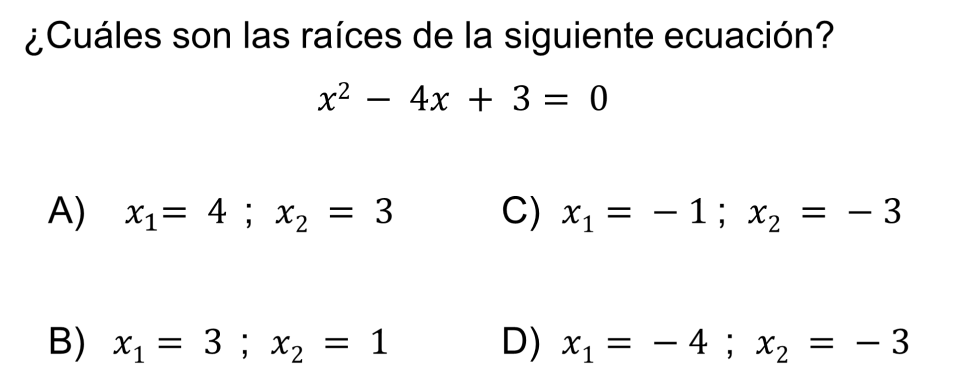 ¿Cuáles son las raíces de la siguiente ecuación?
x² − 4x + 3 = 0
A) x₁= 4 ; x₂ = 3
C) x₁ = − 1 ; x₂ = − 3
B) x₁ = 3 ; x₂ = 1
D) x₁ = − 4 ; x₂ = − 3